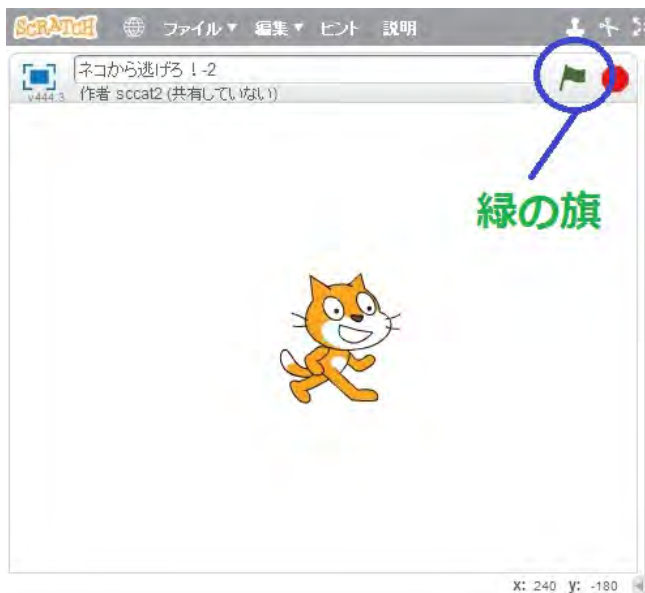 SCRATCH ファイル▼ 編集▼ ヒント 説明
ネコから逃げろ!-2
v444.3 作者 sccat2 (共有していない)
緑の旗
x: 240 y: -180